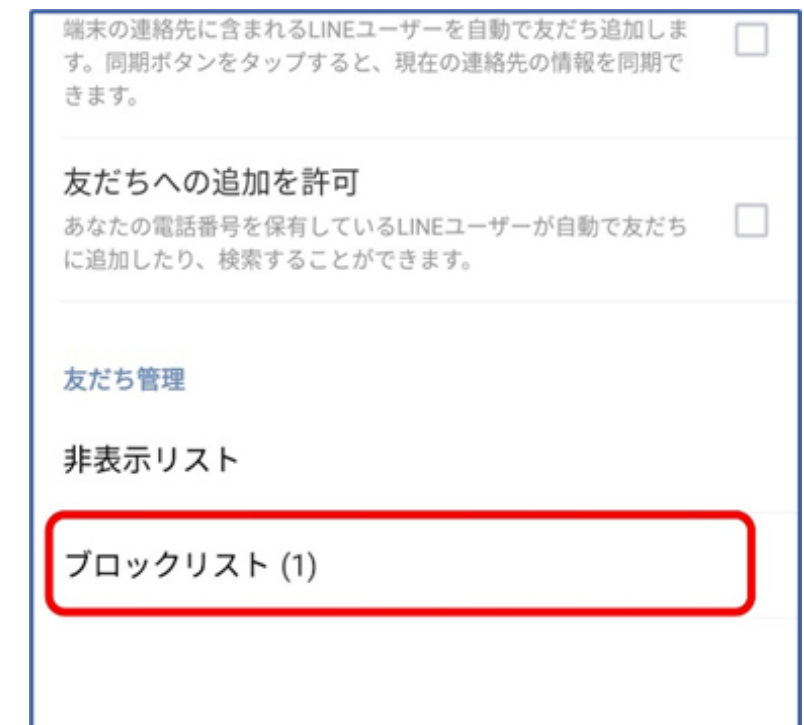 端末の連絡先に含まれるLINEユーザーを自動で友だち追加しま
す。同期ボタンをタップすると、現在の連絡先の情報を同期で
きます。
友だちへの追加を許可
あなたの電話番号を保有しているLINEユーザーが自動で友だち
に追加したり、検索することができます。
友だち管理
非表示リスト
ブロックリスト (1)